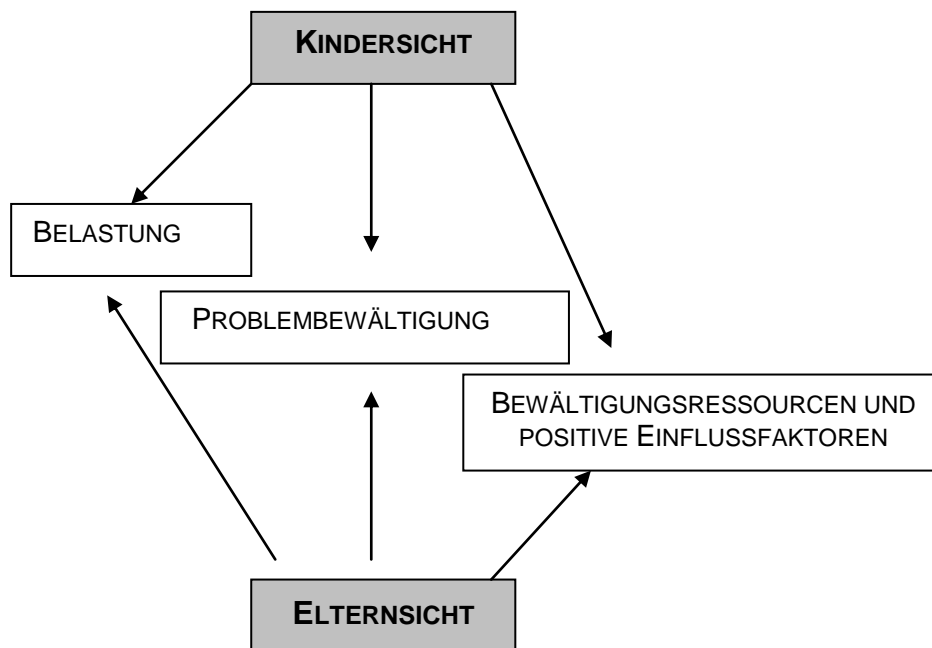 KINDERSICHT
BELASTUNG
PROBLEMBEWÄLTIGUNG
BEWÄLTIGUNGSRESSOURCEN UND
POSITIVE EINFLUSSFAKTOREN
ELTERNSICHT